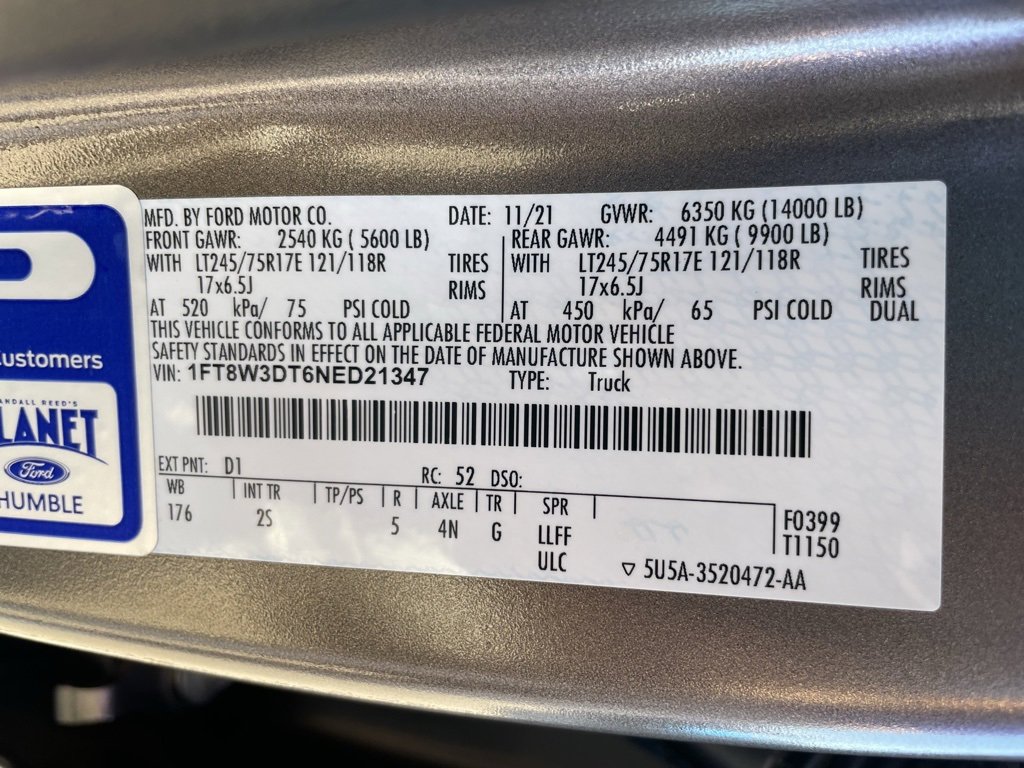 MFD. BY FORD MOTOR CO. DATE: 11/21 GVWR: 6350 KG (14000 LB)
FRONT GAWR: 2540 KG ( 5600 LB) REAR GAWR: 4491 KG ( 9900 LB)
WITH LT245/75R17E 121/118R TIRES WITH LT245/75R17E 121/118R TIRES
17x6.5J RIMS 17x6.5J RIMS
AT 520 kPa/ 75 PSI COLD AT 450 kPa/ 65 PSI COLD DUAL
THIS VEHICLE CONFORMS TO ALL APPLICABLE FEDERAL MOTOR VEHICLE
SAFETY STANDARDS IN EFFECT ON THE DATE OF MANUFACTURE SHOWN ABOVE.
VIN: 1FT8W3DT6NED21347 TYPE: Truck
EXT PNT: D1 RC: 52 DSO:
WB INT TR TP/PS R AXLE TR SPR
176 2S 5 4N G LLFF
ULC
F0399
T1150
▽ 5U5A-3520472-AA
ustomers
ANDALL REED'S
LANET
Ford
HUMBLE